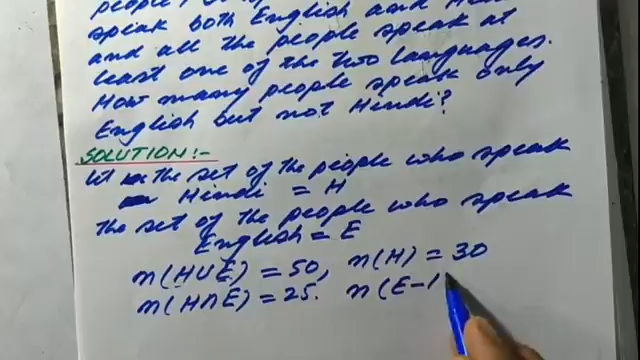 speak both English and
and all the people speak at
least one of the two languages.
How many people speak only
English but not Hindi?
SOLUTION:-
Let the set of the people who speak
Hindi = H
the set of the people who speak
English = E
n(HUE) = 50, n(H) = 30
n(H∩E) = 25. n(E-